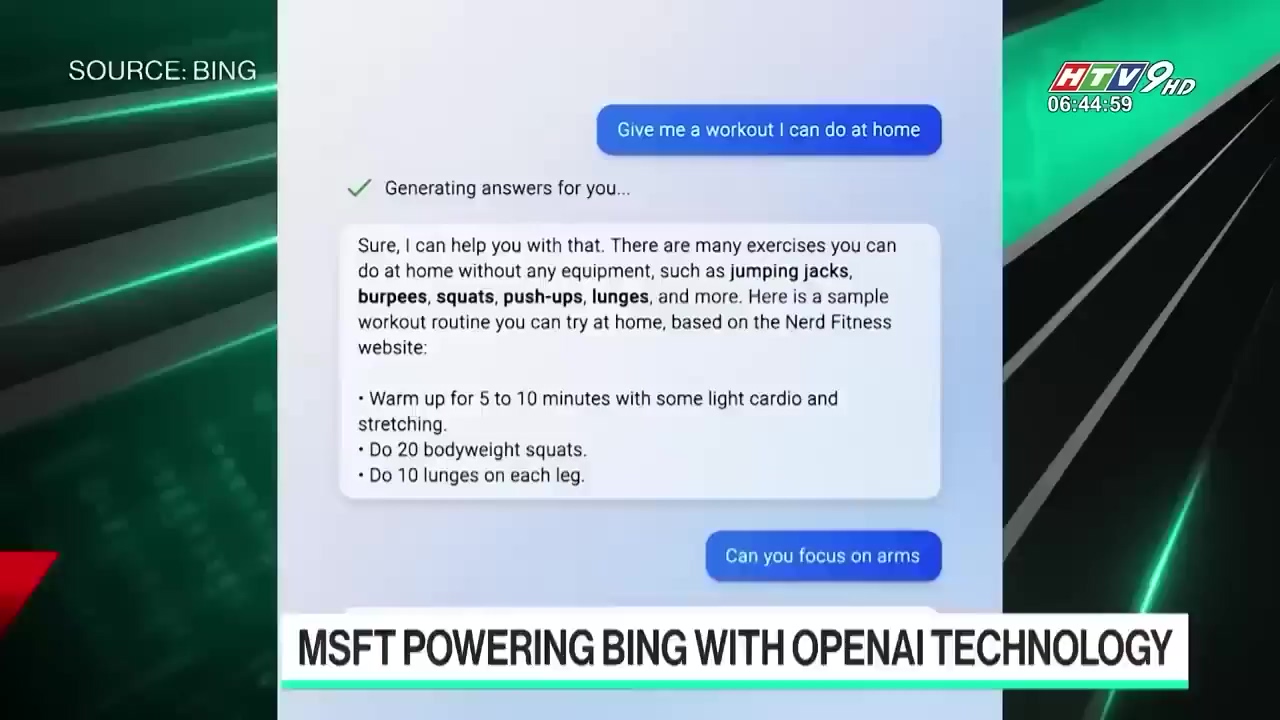 SOURCE: BING
HTV9HD
06:44:59
Give me a workout I can do at home
Generating answers for you...
Sure, I can help you with that. There are many exercises you can
do at home without any equipment, such as jumping jacks,
burpees, squats, push-ups, lunges, and more. Here is a sample
workout routine you can try at home, based on the Nerd Fitness
website:
• Warm up for 5 to 10 minutes with some light cardio and
stretching.
• Do 20 bodyweight squats.
• Do 10 lunges on each leg.
Can you focus on arms
MSFT POWERING BING WITH OPENAI TECHNOLOGY